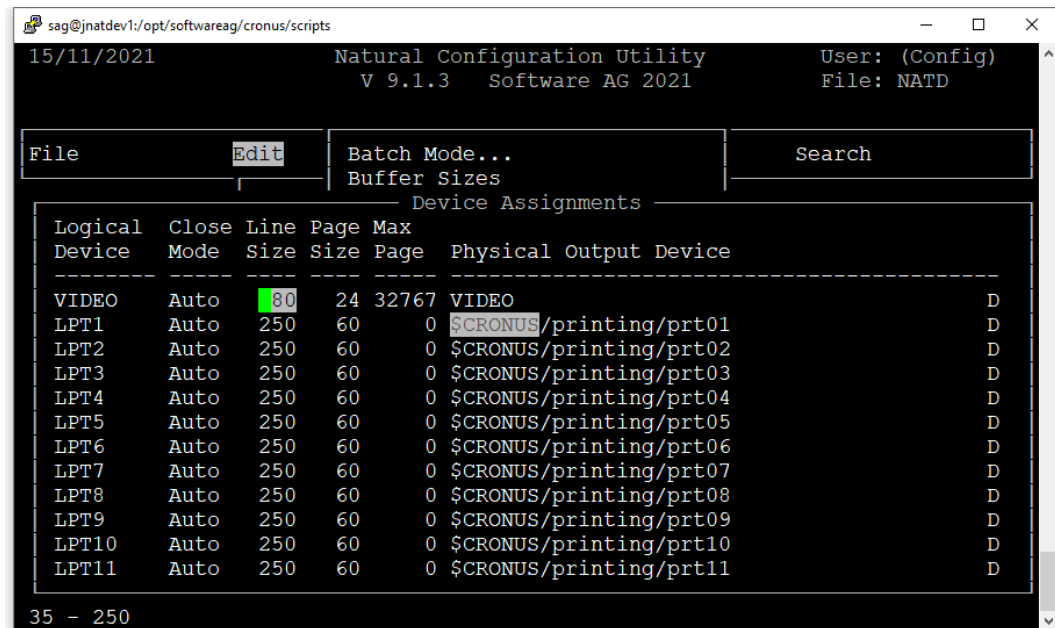 sag@jnatdev1:/opt/softwareag/cronus/scripts
15/11/2021 Natural Configuration Utility User: (Config)
V 9.1.3 Software AG 2021 File: NATD
File Edit Batch Mode... Search
Buffer Sizes
Device Assignments
Logical Close Line Page Max
Device Mode Size Size Page Physical Output Device
-------- ----- ---- ---- ----- ------------------------------------------
VIDEO Auto 80 24 32767 VIDEO D
LPT1 Auto 250 60 0 $CRONUS/printing/prt01 D
LPT2 Auto 250 60 0 $CRONUS/printing/prt02 D
LPT3 Auto 250 60 0 $CRONUS/printing/prt03 D
LPT4 Auto 250 60 0 $CRONUS/printing/prt04 D
LPT5 Auto 250 60 0 $CRONUS/printing/prt05 D
LPT6 Auto 250 60 0 $CRONUS/printing/prt06 D
LPT7 Auto 250 60 0 $CRONUS/printing/prt07 D
LPT8 Auto 250 60 0 $CRONUS/printing/prt08 D
LPT9 Auto 250 60 0 $CRONUS/printing/prt09 D
LPT10 Auto 250 60 0 $CRONUS/printing/prt10 D
LPT11 Auto 250 60 0 $CRONUS/printing/prt11 D
35 - 250